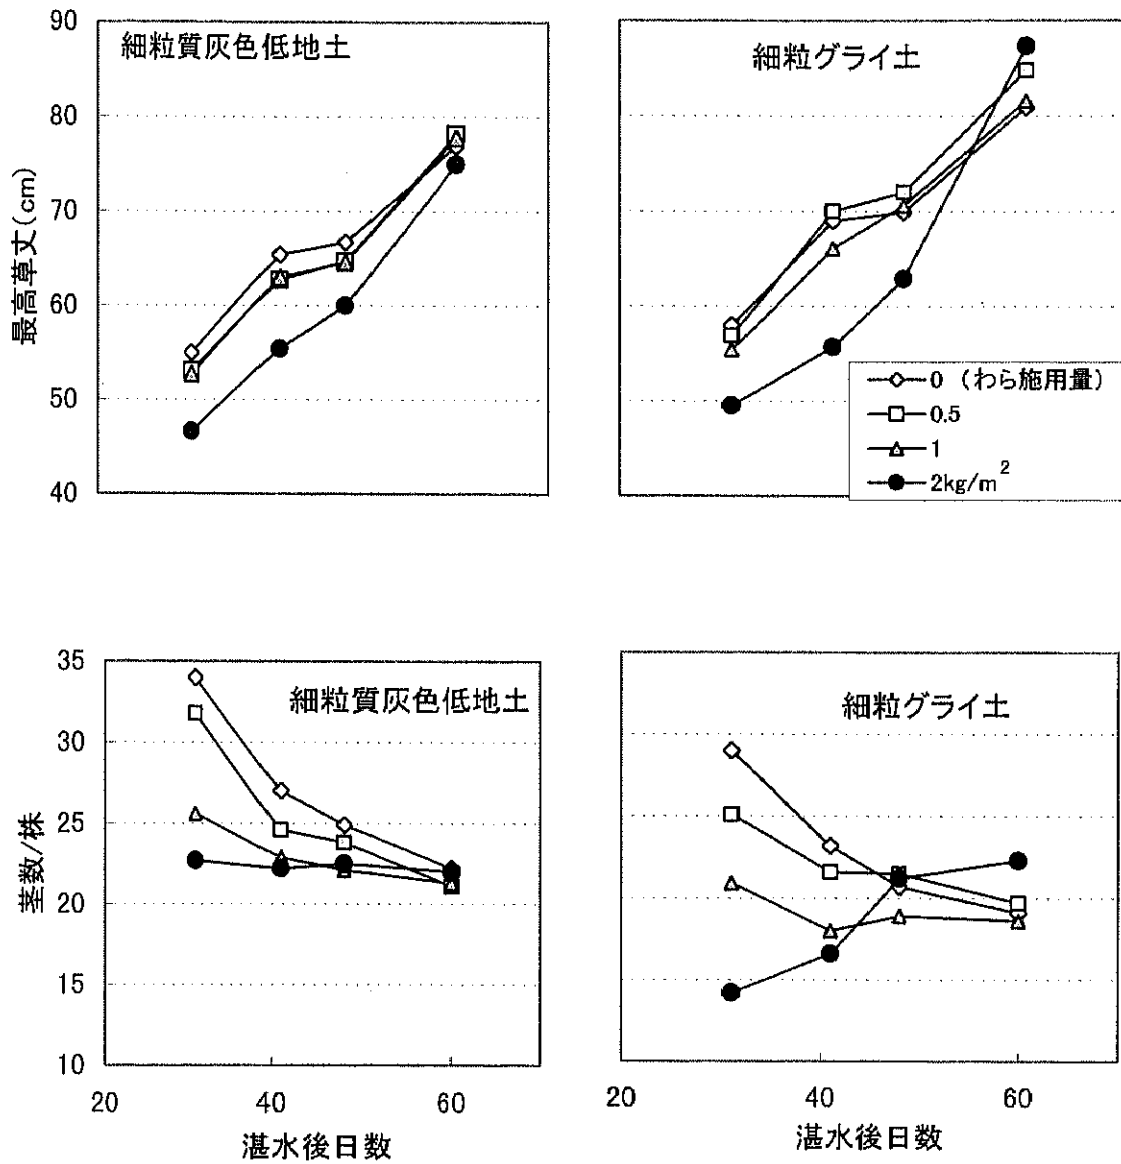 90
80
70
60
50
40
最高草丈(cm)
細粒質灰色低地土
細粒グライ土
0 (わら施用量)
0.5
1
2kg/m²
35
30
25
20
15
10
茎数/株
細粒質灰色低地土
細粒グライ土
20 40 60
湛水後日数
20 40 60
湛水後日数